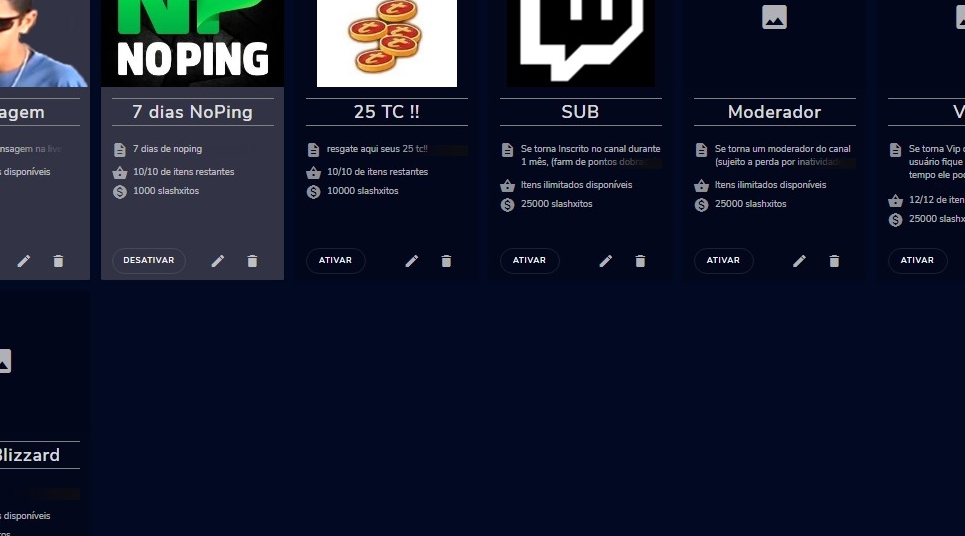 NOPING
agem
7 dias NoPing
25 TC !!
SUB
Moderador
V
nsagem na live
7 dias de noping
resgate aqui seus 25 tc!!
Se torna Inscrito no canal durante
1 mês, (farm de pontos
Se torna um moderador do canal
(sujeito a perda por
Se torna Vip
usuário fique
tempo ele
s disponíveis
10/10 de itens restantes
10/10 de itens restantes
Itens ilimitados disponíveis
Itens ilimitados disponíveis
12/12 de iten
1000 slashxitos
10000 slashxitos
25000 slashxitos
25000 slashxitos
25000 slashx
DESATIVAR
ATIVAR
ATIVAR
ATIVAR
ATIVAR
Blizzard
s disponíveis